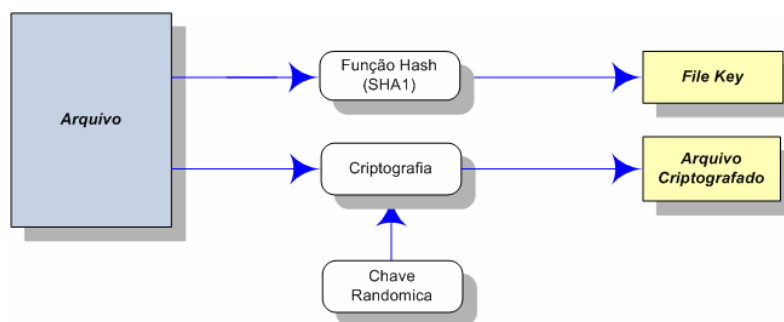 Função Hash
(SHA1)
File Key
Arquivo
Criptografia
Arquivo
Criptografado
Chave
Randomica